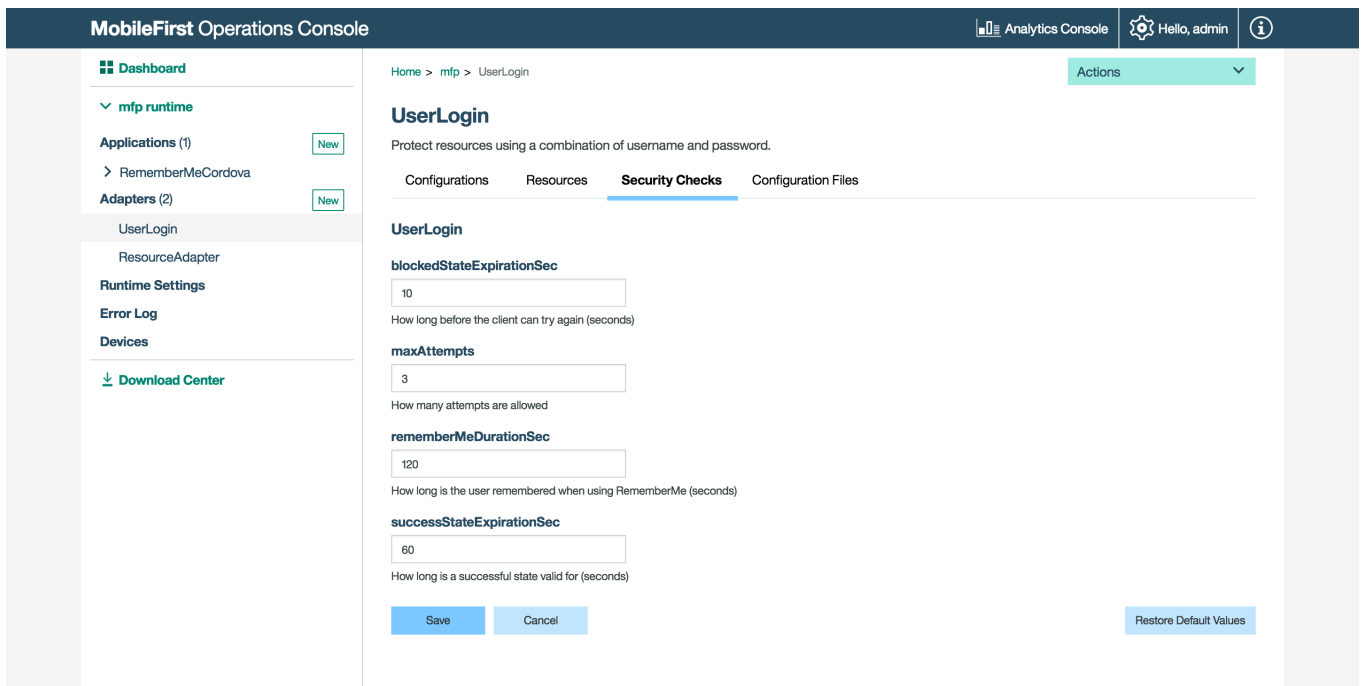 MobileFirst Operations Console
Analytics Console
Hello, admin
Dashboard
mfp runtime
Applications (1)
New
RememberMeCordova
Adapters (2)
New
UserLogin
ResourceAdapter
Runtime Settings
Error Log
Devices
Download Center
Home > mfp > UserLogin
Actions
UserLogin
Protect resources using a combination of username and password.
Configurations Resources Security Checks Configuration Files
UserLogin
blockedStateExpirationSec
10
How long before the client can try again (seconds)
maxAttempts
3
How many attempts are allowed
rememberMeDurationSec
120
How long is the user remembered when using RememberMe (seconds)
successStateExpirationSec
60
How long is a successful state valid for (seconds)
Save Cancel Restore Default Values